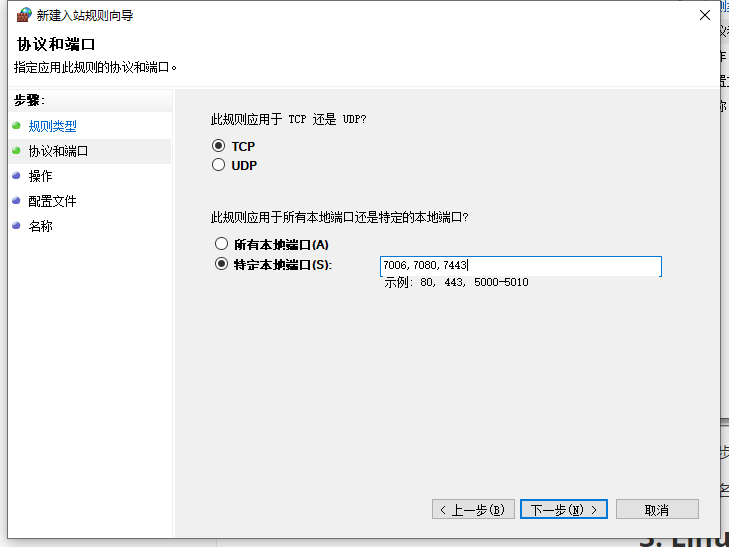 新建入站规则向导
协议和端口
指定应用此规则的协议和端口。
步骤:
规则类型
协议和端口
操作
配置文件
名称
此规则应用于 TCP 还是 UDP?
TCP
UDP
此规则应用于所有本地端口还是特定的本地端口?
所有本地端口(A)
特定本地端口(S):
7006,7080,7443
示例: 80, 443, 5000-5010
< 上一步(B)
下一步(N) >
取消